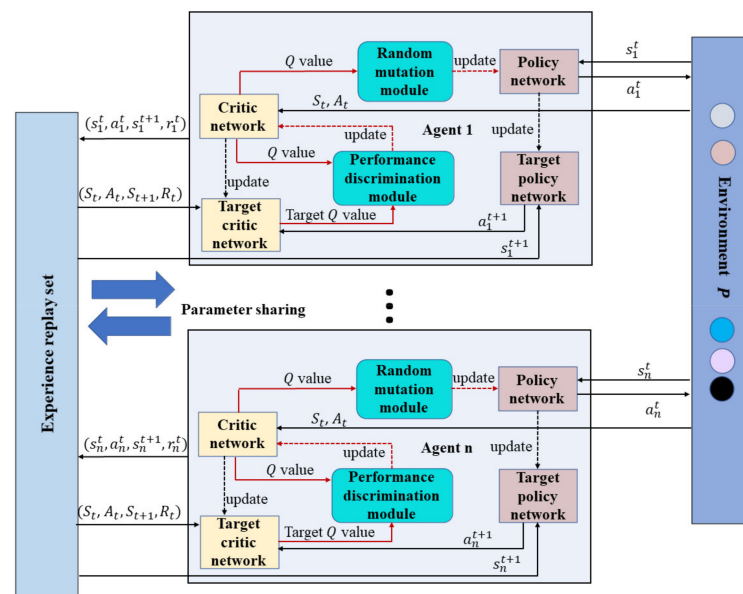 Experience replay set
$(s_1^t, a_1^t, s_1^{t+1}, r_1^t)$
$(S_t, A_t, S_{t+1}, R_t)$
Q value
Random
mutation
module
update
Policy
network
$s_1^t$
$a_1^t$
$S_t, A_t$
Critic
network
update
Agent 1
update
Q value
Performance
discrimination
module
update
Target
policy
network
Target
critic
network
Target Q value
$a_1^{t+1}$
$s_1^{t+1}$
Parameter sharing
Environment P
Q value
Random
mutation
module
update
Policy
network
$s_n^t$
$a_n^t$
$S_t, A_t$
Critic
network
$(s_n^t, a_n^t, s_n^{t+1}, r_n^t)$
update
Agent n
update
Q value
Performance
discrimination
module
update
Target
policy
network
$(S_t, A_t, S_{t+1}, R_t)$
Target
critic
network
Target Q value
$a_n^{t+1}$
$s_n^{t+1}$